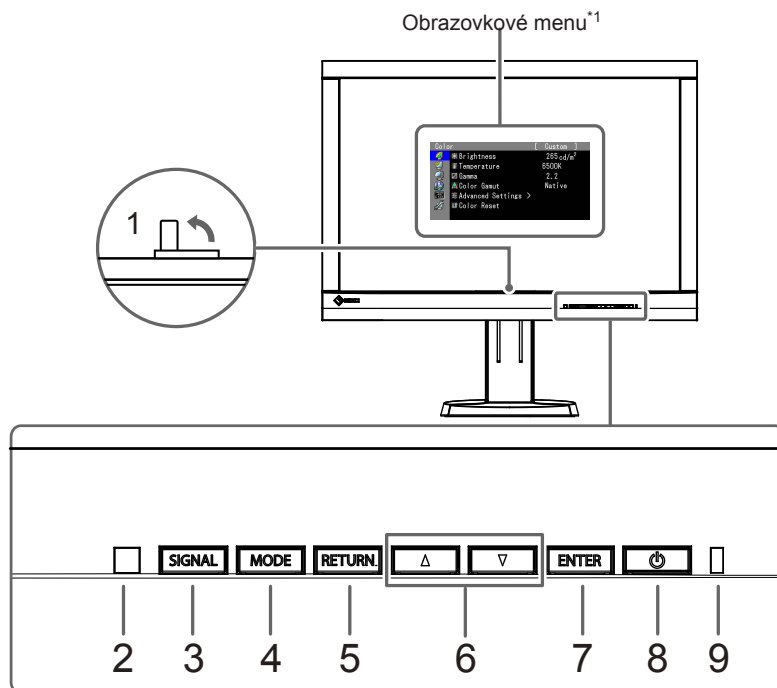 Obrazovkové menu*1
Color [ Custom ]
Brightness 265 cd/m²
Temperature 6500K
Gamma 2.2
Color Gamut Native
Advanced Settings >
Color Reset
1
EIZO
SIGNAL MODE RETURN. ENTER
2 3 4 5 6 7 8 9